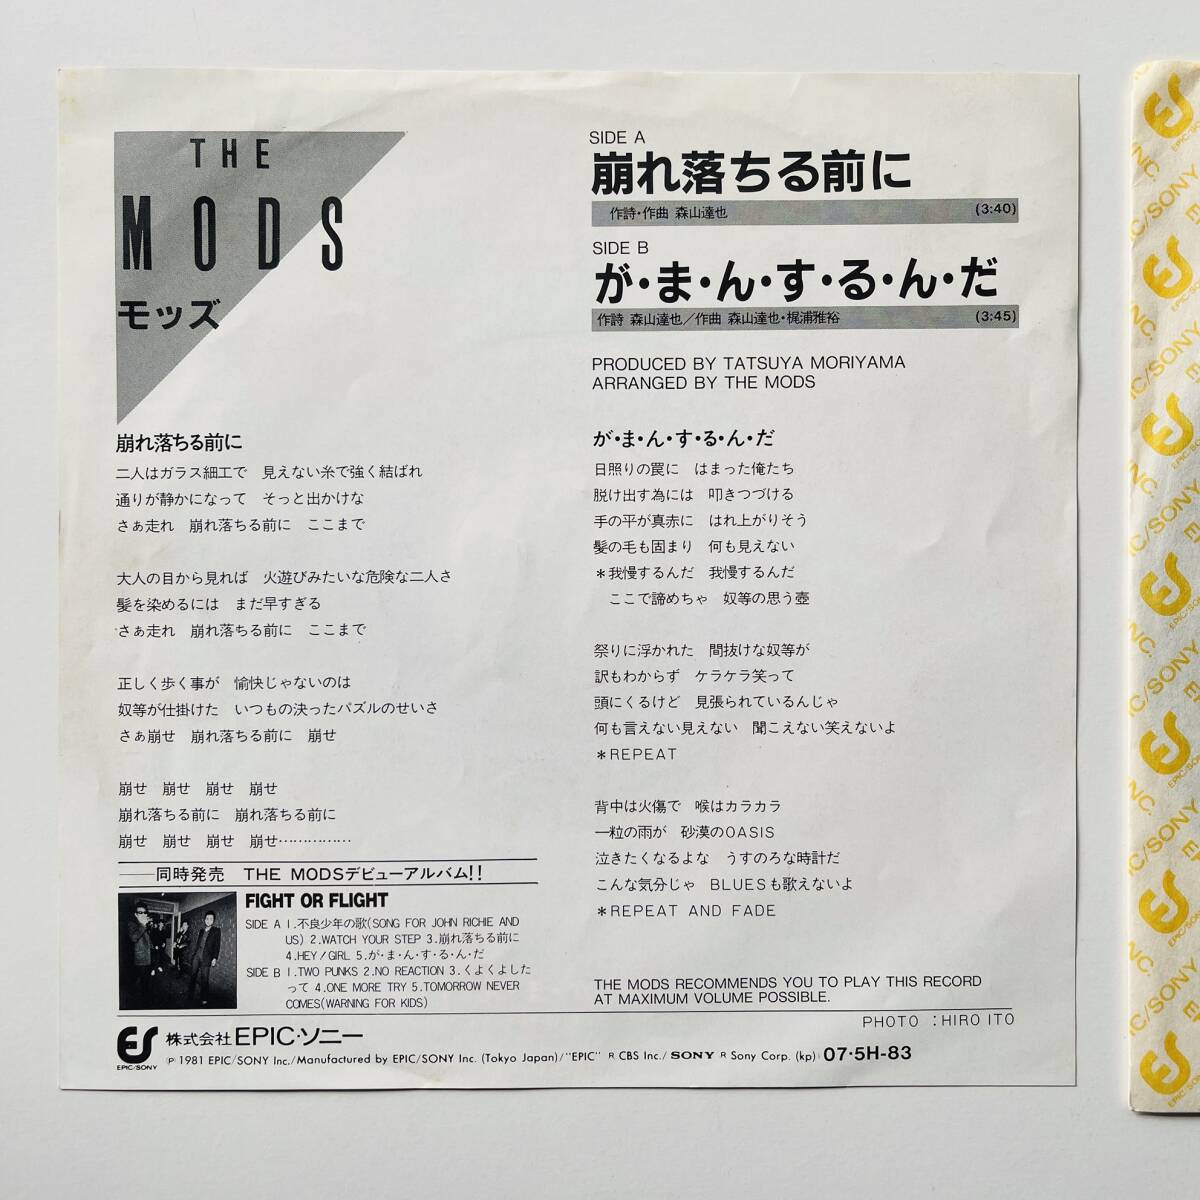 THE
MODS
モッズ
SIDE A
崩れ落ちる前に
作詩・作曲 森山達也 (3:40)
SIDE B
が・ま・ん・す・る・ん・だ
作詩 森山達也／作曲 森山達也・梶浦雅裕 (3:45)
PRODUCED BY TATSUYA MORIYAMA
ARRANGED BY THE MODS
崩れ落ちる前に
二人はガラス細工で 見えない糸で強く結ばれ
通りが静かになって そっと出かけな
さぁ走れ 崩れ落ちる前に ここまで
大人の目から見れば 火遊びみたいな危険な二人さ
髪を染めるには まだ早すぎる
さぁ走れ 崩れ落ちる前に ここまで
正しく歩く事が 愉快じゃないのは
奴等が仕掛けた いつもの決ったパズルのせいさ
さぁ崩せ 崩れ落ちる前に 崩せ
崩せ 崩せ 崩せ 崩せ
崩れ落ちる前に 崩れ落ちる前に
崩せ 崩せ 崩せ 崩せ……………
が・ま・ん・す・る・ん・だ
日照りの罠に はまった俺たち
脱け出す為には 叩きつづける
手の平が真赤に はれ上がりそう
髪の毛も固まり 何も見えない
＊我慢するんだ 我慢するんだ
ここで諦めちゃ 奴等の思う壺
祭りに浮かれた 間抜けな奴等が
訳もわからず ケラケラ笑って
頭にくるけど 見張られているんじゃ
何も言えない見えない 聞こえない笑えないよ
＊REPEAT
背中は火傷で 喉はカラカラ
一粒の雨が 砂漠のOASIS
泣きたくなるよな うすのろな時計だ
こんな気分じゃ BLUESも歌えないよ
＊REPEAT AND FADE
THE MODS RECOMMENDS YOU TO PLAY THIS RECORD
AT MAXIMUM VOLUME POSSIBLE.
PHOTO :HIRO ITO
——同時発売 THE MODSデビューアルバム!!
FIGHT OR FLIGHT
SIDE A 1.不良少年の歌(SONG FOR JOHN RICHIE AND
US) 2.WATCH YOUR STEP 3.崩れ落ちる前に
4.HEY/GIRL 5.が・ま・ん・す・る・ん・だ
SIDE B 1.TWO PUNKS 2.NO REACTION 3.くよくよした
って 4.ONE MORE TRY 5.TOMORROW NEVER
COMES(WARNING FOR KIDS)
EPIC/SONY
株式会社EPIC・ソニー
℗ 1981 EPIC/SONY Inc./Manufactured by EPIC/SONY Inc. (Tokyo Japan)/"EPIC" ® CBS Inc./SONY ® Sony Corp. (kp) 07・5H-83